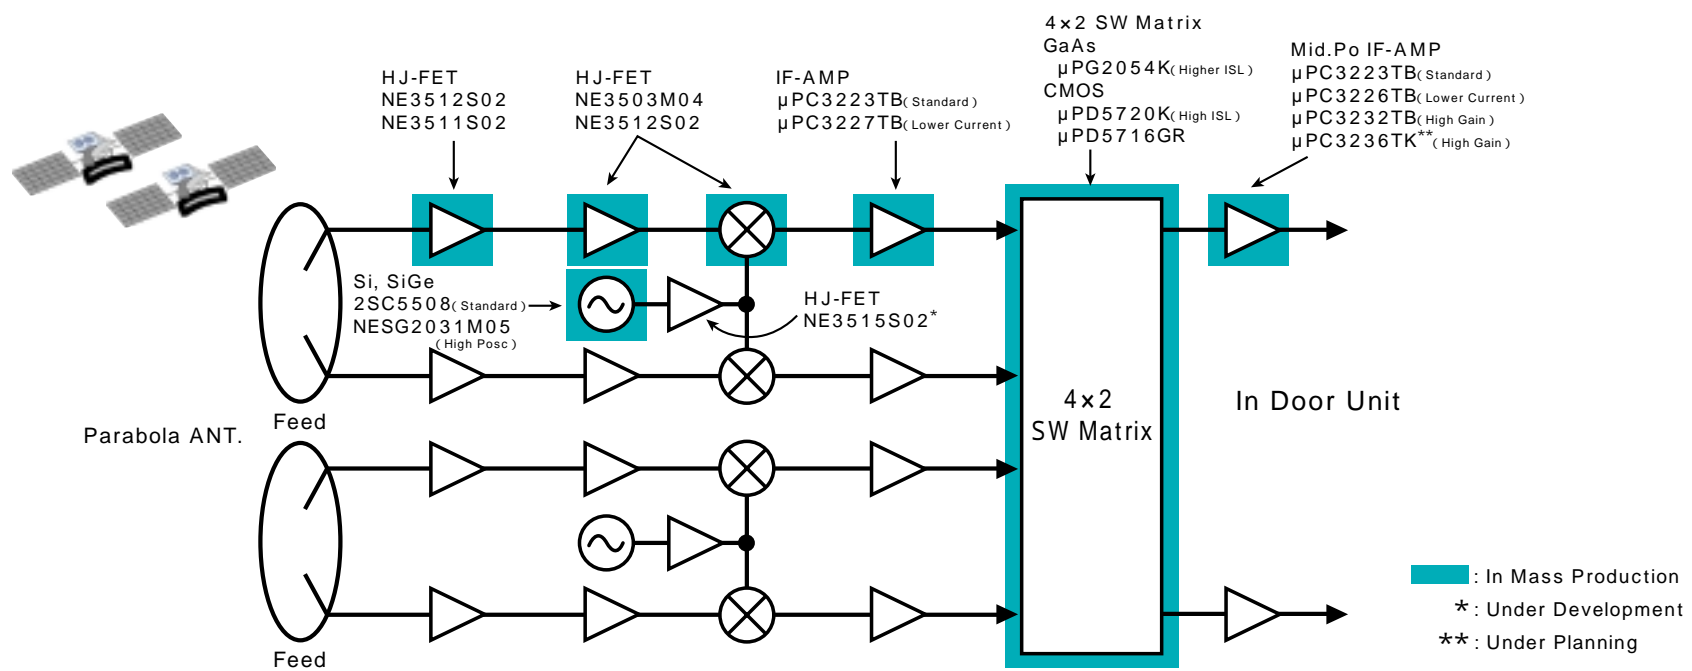 HJ-FET
NE3512S02
NE3511S02
HJ-FET
NE3503M04
NE3512S02
IF-AMP
μPC3223TB(Standard)
μPC3227TB(Lower Current)
4×2 SW Matrix
GaAs
μPG2054K(Higher ISL)
CMOS
μPD5720K(High ISL)
μPD5716GR
Mid.Po IF-AMP
μPC3223TB(Standard)
μPC3226TB(Lower Current)
μPC3232TB(High Gain)
μPC3236TK**(High Gain)
Si, SiGe
2SC5508(Standard)
NESG2031M05
(High Posc)
HJ-FET
NE3515S02*
Feed
Parabola ANT.
4×2
SW Matrix
In Door Unit
Feed
: In Mass Production
* : Under Development
** : Under Planning